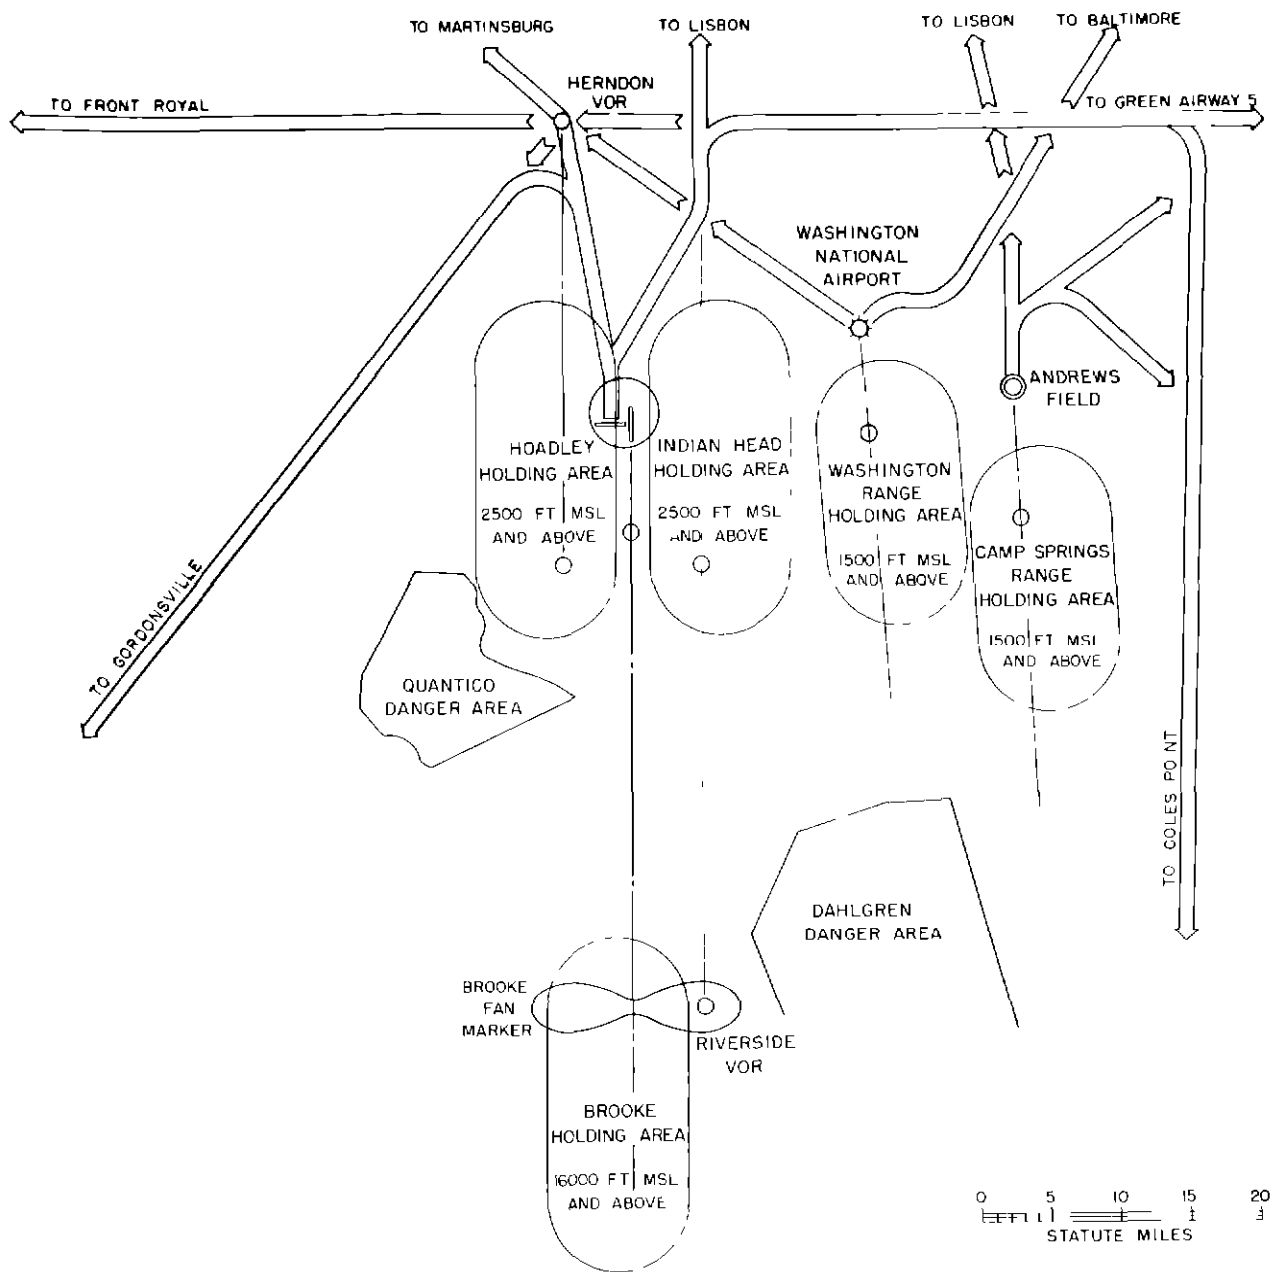 TO MARTINSBURG
TO LISBON
TO LISBON
TO BALTIMORE
TO FRONT ROYAL
HERNDON
VOR
TO GREEN AIRWAY 5
WASHINGTON
NATIONAL
AIRPORT
ANDREWS
FIELD
HOADLEY
HOLDING AREA
2500 FT MSL
AND ABOVE
INDIAN HEAD
HOLDING AREA
2500 FT MSL
AND ABOVE
WASHINGTON
RANGE
HOLDING AREA
1500 FT MSL
AND ABOVE
CAMP SPRINGS
RANGE
HOLDING AREA
1500 FT MSL
AND ABOVE
TO GORDONSVILLE
QUANTICO
DANGER AREA
TO COLES POINT
DAHLGREN
DANGER AREA
BROOKE
FAN
MARKER
RIVERSIDE
VOR
BROOKE
HOLDING AREA
16000 FT MSL
AND ABOVE
0 5 10 15 20
STATUTE MILES